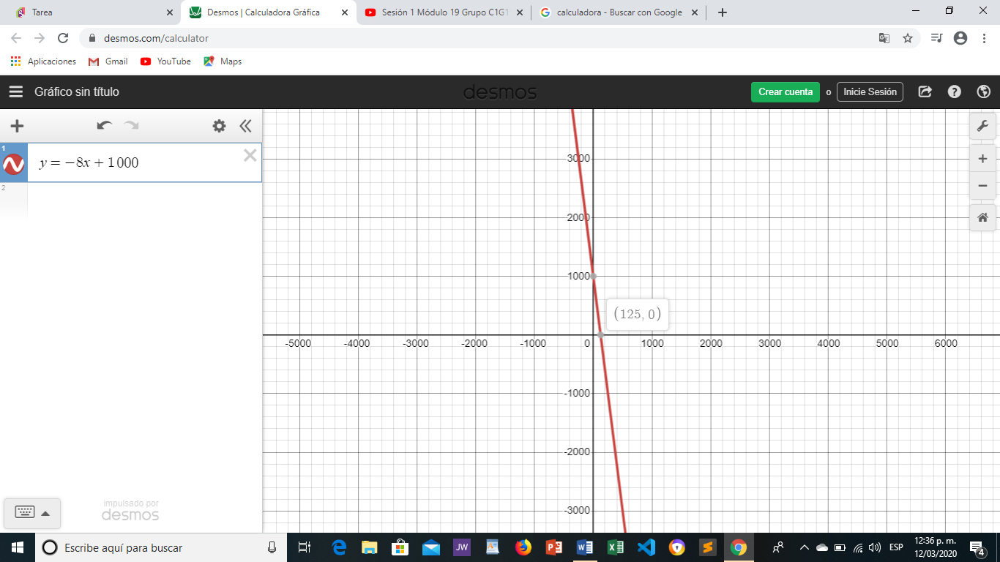 Tarea
Desmos | Calculadora Gráfica
Sesión 1 Módulo 19 Grupo C1G1
calculadora - Buscar con Google
desmos.com/calculator
Aplicaciones
Gmail
YouTube
Maps
Gráfico sin título
desmos
Crear cuenta
o
Inicie Sesión
1
y = −8x + 1000
2
3000
2000
1000
(125, 0)
-5000 -4000 -3000 -2000 -1000 0 1000 2000 3000 4000 5000 6000
-1000
-2000
-3000
impulsado por
desmos
Escribe aquí para buscar
JW
ESP
12:36 p. m.
12/03/2020
4